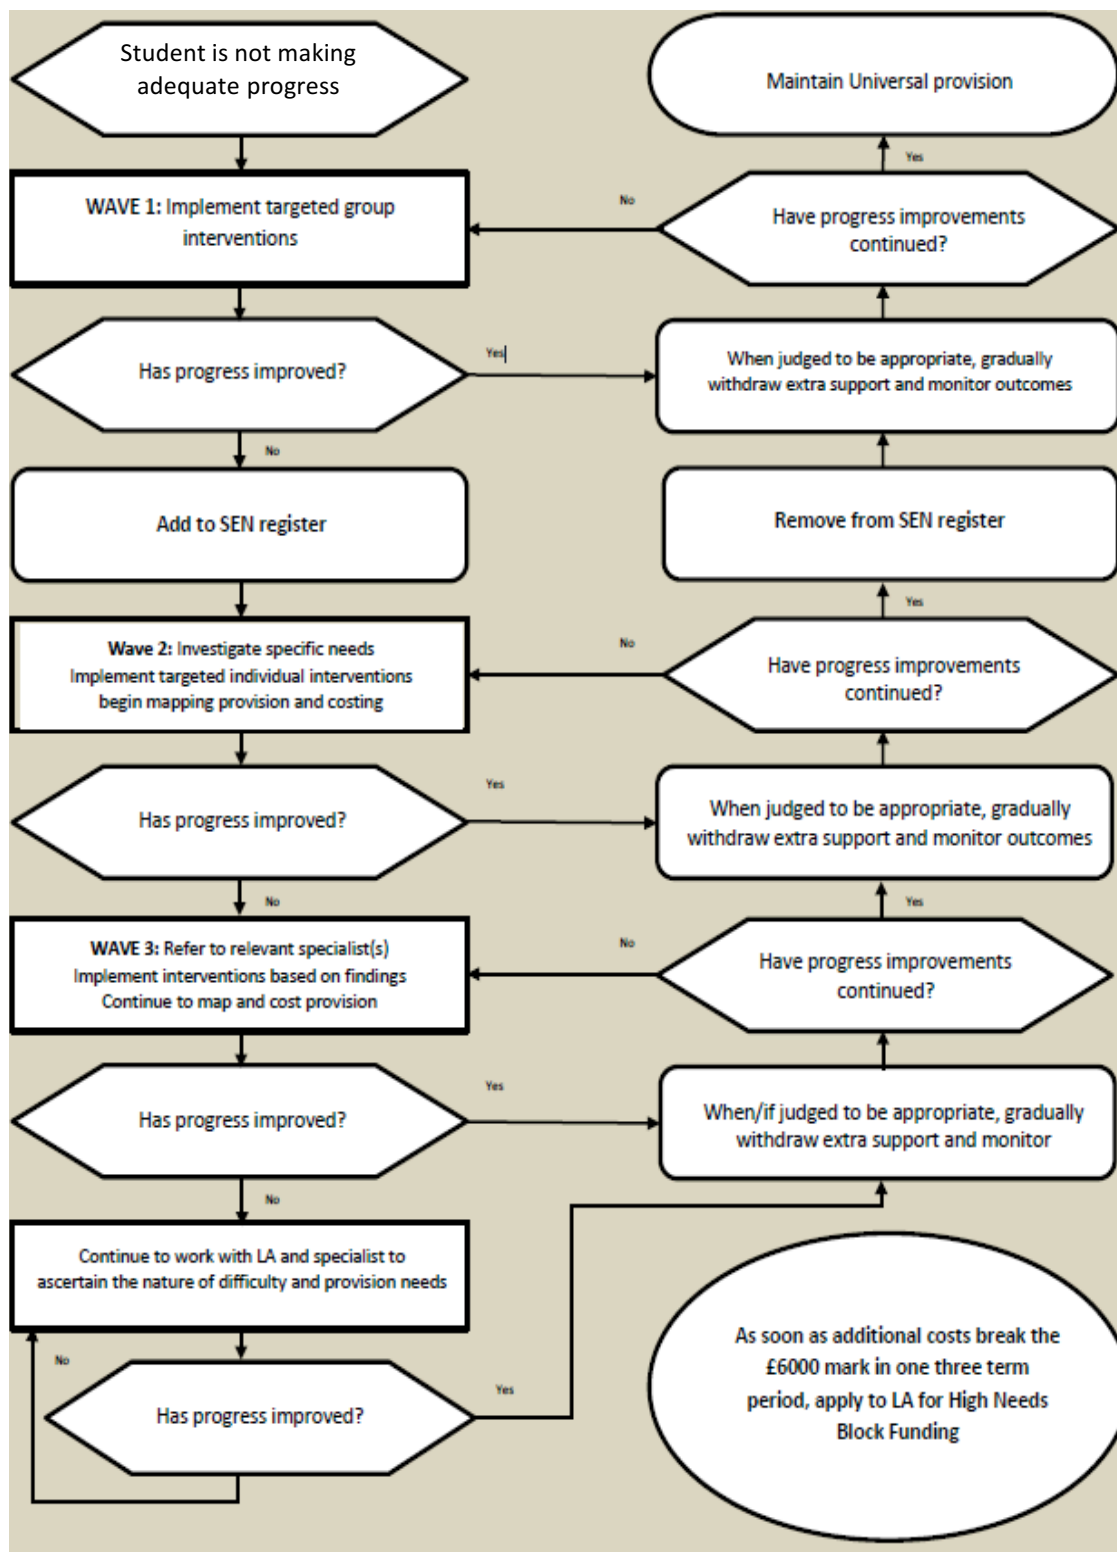 Student is not making
adequate progress
Maintain Universal provision
Yes
WAVE 1: Implement targeted group
interventions
No
Have progress improvements
continued?
Has progress improved?
Yes
When judged to be appropriate, gradually
withdraw extra support and monitor outcomes
No
Add to SEN register
Remove from SEN register
Yes
Wave 2: Investigate specific needs
Implement targeted individual interventions
begin mapping provision and costing
No
Have progress improvements
continued?
Has progress improved?
Yes
When judged to be appropriate, gradually
withdraw extra support and monitor outcomes
No
Yes
WAVE 3: Refer to relevant specialist(s)
Implement interventions based on findings
Continue to map and cost provision
No
Have progress improvements
continued?
Has progress improved?
Yes
When/if judged to be appropriate, gradually
withdraw extra support and monitor
No
Continue to work with LA and specialist to
ascertain the nature of difficulty and provision needs
No
Has progress improved?
Yes
As soon as additional costs break the
£6000 mark in one three term
period, apply to LA for High Needs
Block Funding